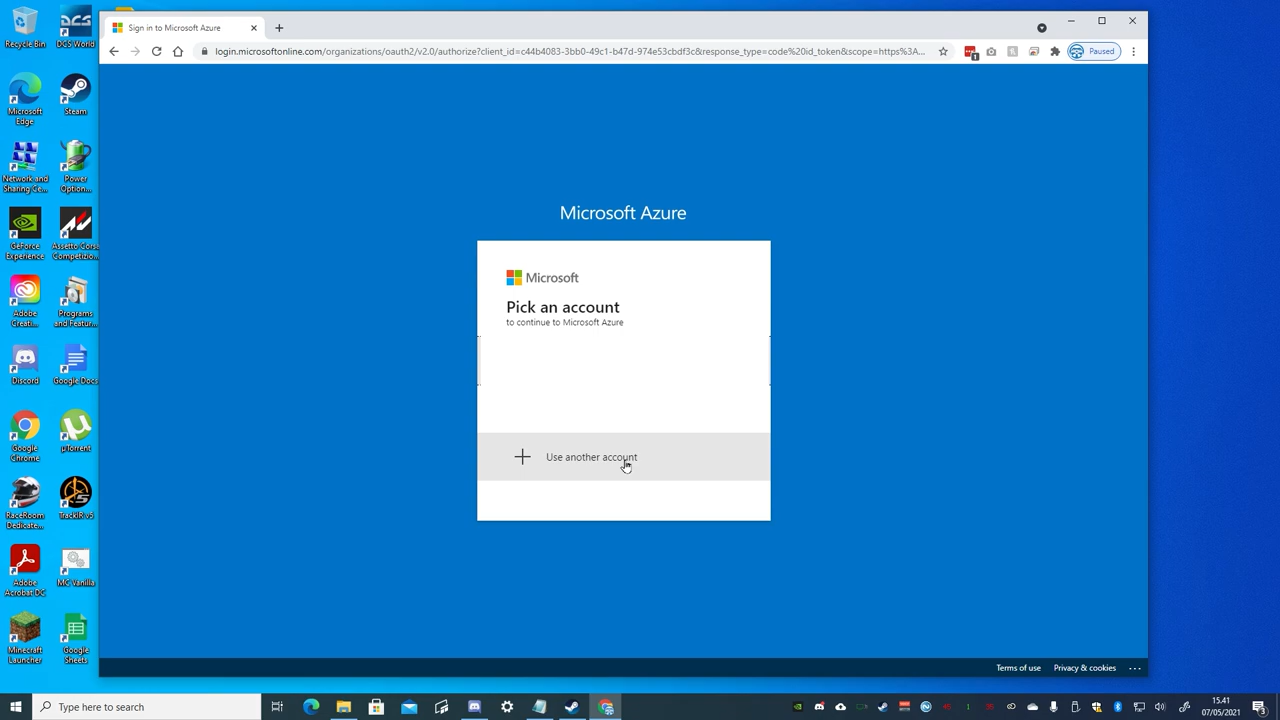 Recycle Bin
DCS World
Microsoft
Edge
Steam
Network and
Sharing Ce...
Power
Option...
GeForce
Experience
Assetto Corsa
Competizio...
Adobe
Creati...
Programs
and Featur...
Discord
Google Docs
Google
Chrome
µTorrent
RaceRoom
Dedicate...
TrackIR v5
Adobe
Acrobat DC
MC Vanilla
Minecraft
Launcher
Google
Sheets
Sign in to Microsoft Azure
login.microsoftonline.com/organizations/oauth2/v2.0/authorize?client_id=c44b4083-3bb0-49c1-b47d-974e53cbdf3c&response_type=code%20id_token&scope=https%3A...
1
Paused
Microsoft Azure
Microsoft
Pick an account
to continue to Microsoft Azure
Use another account
Terms of use
Privacy & cookies
...
Type here to search
15.41
07/05/2021